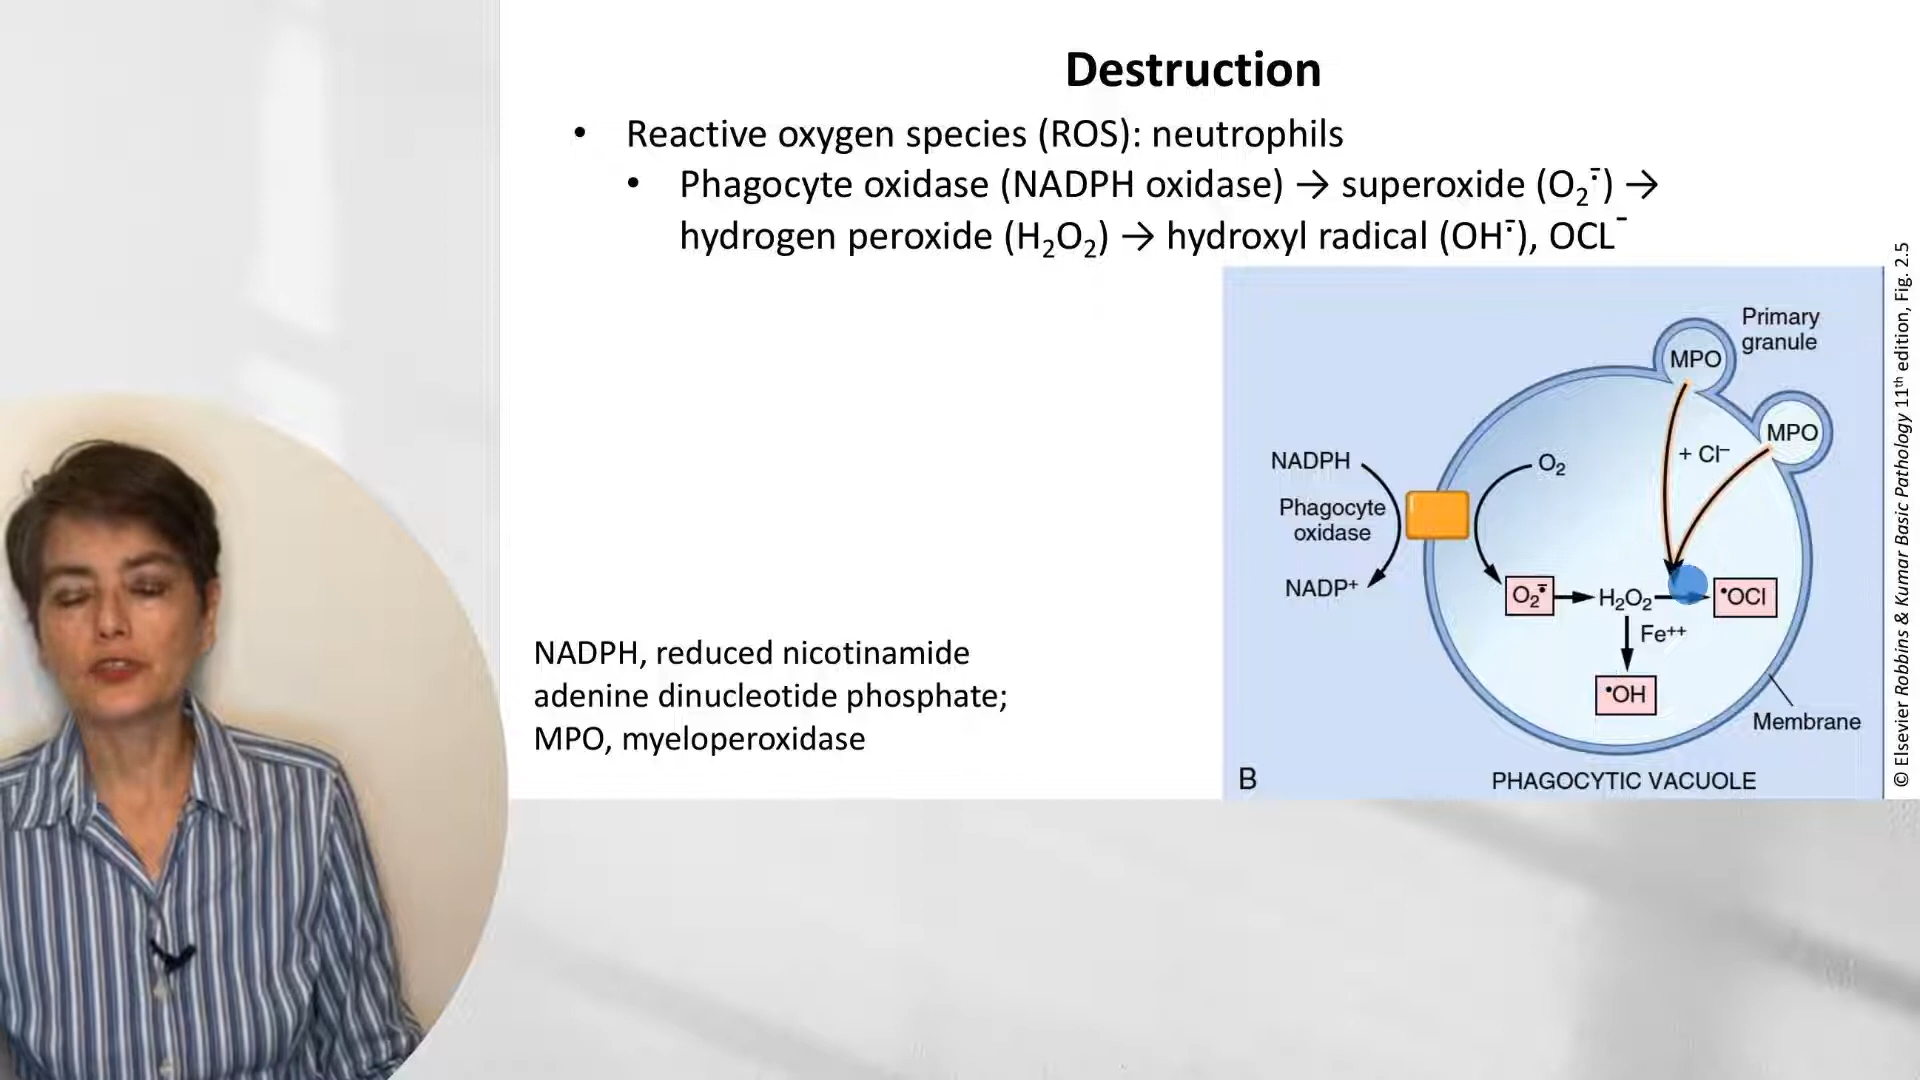 Destruction
• Reactive oxygen species (ROS): neutrophils
• Phagocyte oxidase (NADPH oxidase) → superoxide (O₂⁻̇) →
hydrogen peroxide (H₂O₂) → hydroxyl radical (OH⁻̇), OCL⁻
Primary
granule
MPO
MPO
+ Cl⁻
NADPH
O₂
Phagocyte
oxidase
NADP⁺
O₂⁻̇
H₂O₂
•OCl
Fe⁺⁺
•OH
Membrane
B
PHAGOCYTIC VACUOLE
NADPH, reduced nicotinamide
adenine dinucleotide phosphate;
MPO, myeloperoxidase
© Elsevier Robbins & Kumar Basic Pathology 11ᵗʰ edition, Fig. 2.5